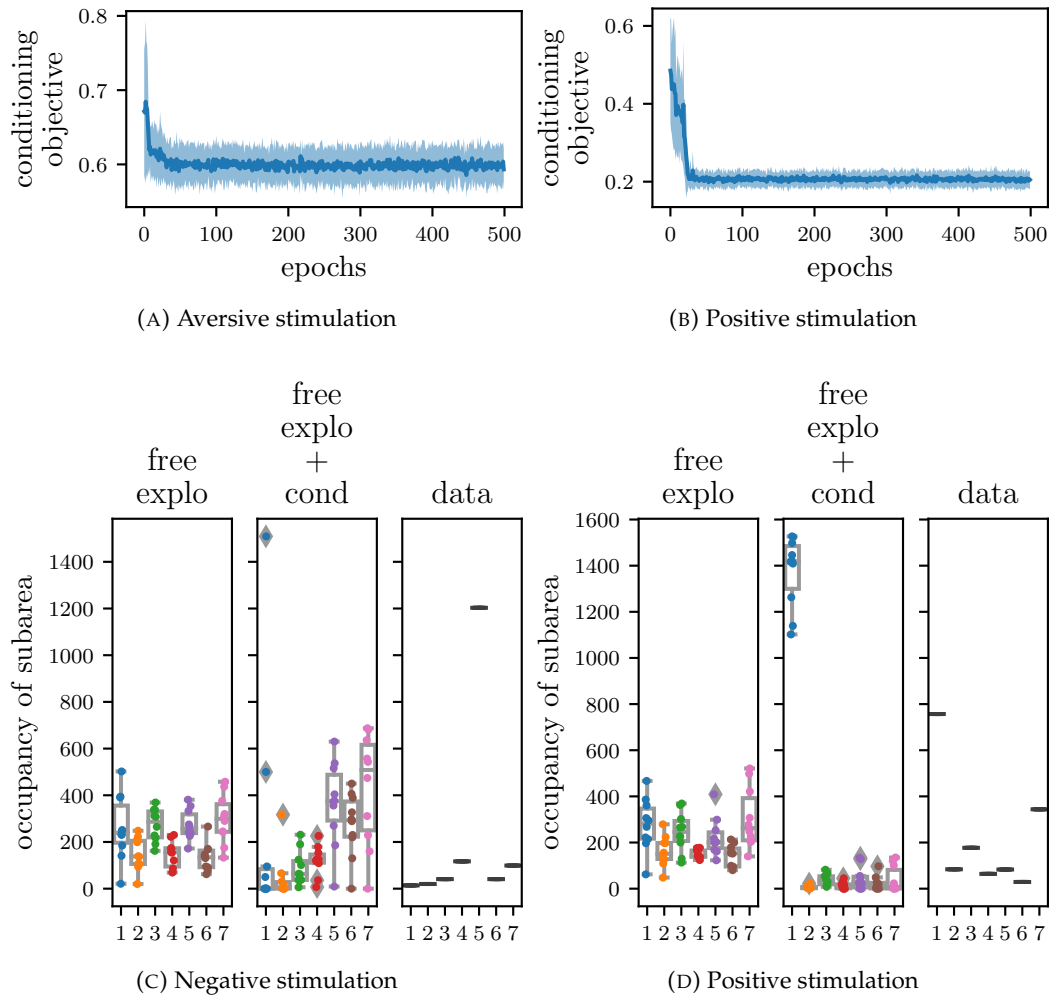 0.8
0.7
0.6
conditioning
objective
0 100 200 300 400 500
epochs
(A) Aversive stimulation
0.6
0.4
0.2
conditioning
objective
0 100 200 300 400 500
epochs
(B) Positive stimulation
free
explo
free
explo
+
cond
data
1400
1200
1000
800
600
400
200
0
occupancy of subarea
1 2 3 4 5 6 7
1 2 3 4 5 6 7
1 2 3 4 5 6 7
(C) Negative stimulation
free
explo
free
explo
+
cond
data
1600
1400
1200
1000
800
600
400
200
0
occupancy of subarea
1 2 3 4 5 6 7
1 2 3 4 5 6 7
1 2 3 4 5 6 7
(D) Positive stimulation